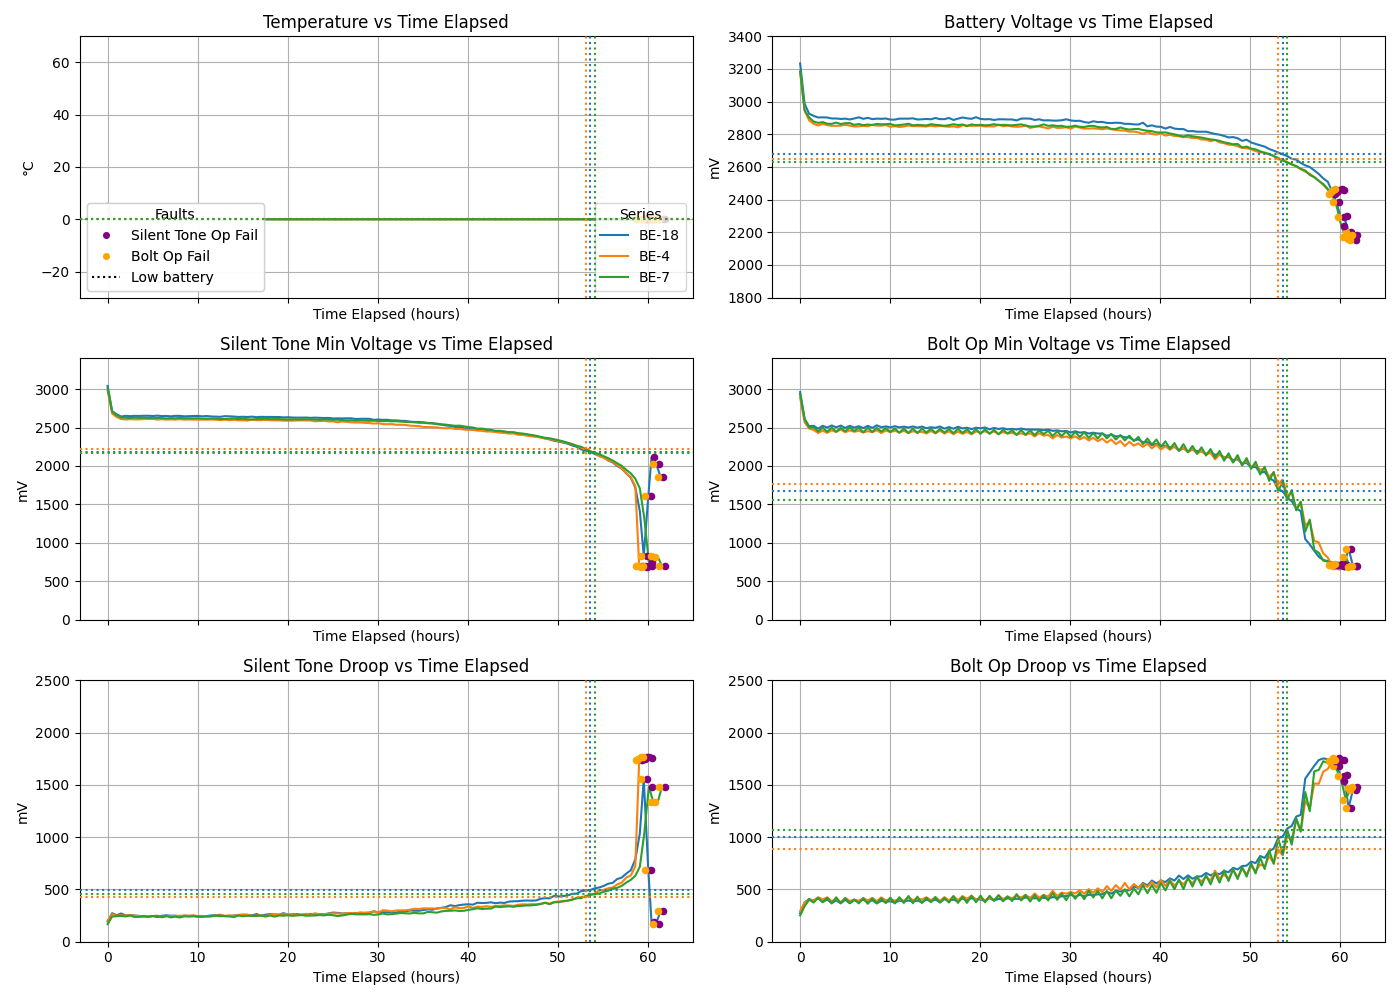 Temperature vs Time Elapsed
60
40
20
0
−20
°C
Faults
Silent Tone Op Fail
Bolt Op Fail
Low battery
Series
BE-18
BE-4
BE-7
Time Elapsed (hours)
Battery Voltage vs Time Elapsed
3400
3200
3000
2800
2600
2400
2200
2000
1800
mV
Time Elapsed (hours)
Silent Tone Min Voltage vs Time Elapsed
3000
2500
2000
1500
1000
500
0
mV
Time Elapsed (hours)
Bolt Op Min Voltage vs Time Elapsed
3000
2500
2000
1500
1000
500
0
mV
Time Elapsed (hours)
Silent Tone Droop vs Time Elapsed
2500
2000
1500
1000
500
0
mV
0 10 20 30 40 50 60
Time Elapsed (hours)
Bolt Op Droop vs Time Elapsed
2500
2000
1500
1000
500
0
mV
0 10 20 30 40 50 60
Time Elapsed (hours)